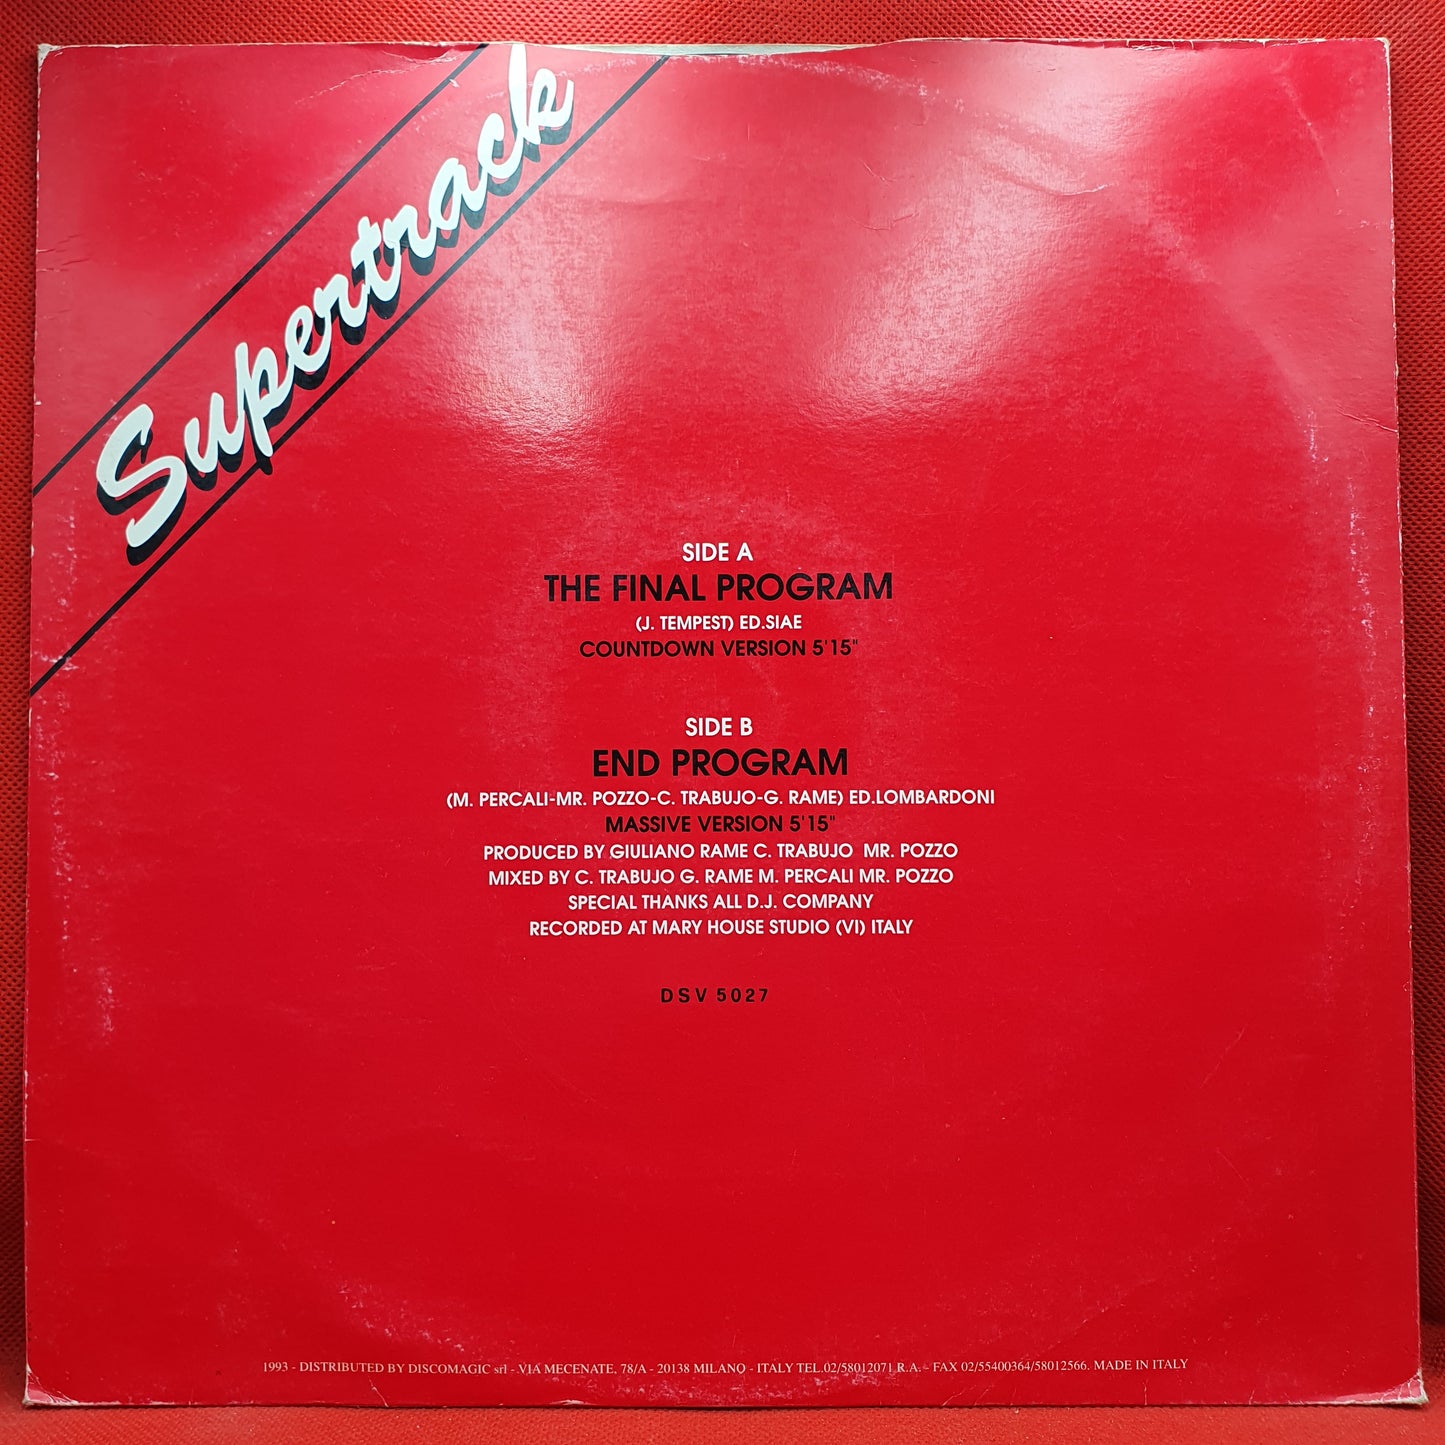 Supertrack
SIDE A
THE FINAL PROGRAM
(J. TEMPEST) ED.SIAE
COUNTDOWN VERSION 5'15"
SIDE B
END PROGRAM
(M. PERCALI-MR. POZZO-C. TRABUJO-G. RAME) ED.LOMBARDONI
MASSIVE VERSION 5'15"
PRODUCED BY GIULIANO RAME C. TRABUJO MR. POZZO
MIXED BY C. TRABUJO G. RAME M. PERCALI MR. POZZO
SPECIAL THANKS ALL D.J. COMPANY
RECORDED AT MARY HOUSE STUDIO (VI) ITALY
DSV 5027
1993 - DISTRIBUTED BY DISCOMAGIC srl - VIA MECENATE, 78/A - 20138 MILANO - ITALY TEL.02/58012071 R.A. - FAX 02/55400364/58012566. MADE IN ITALY